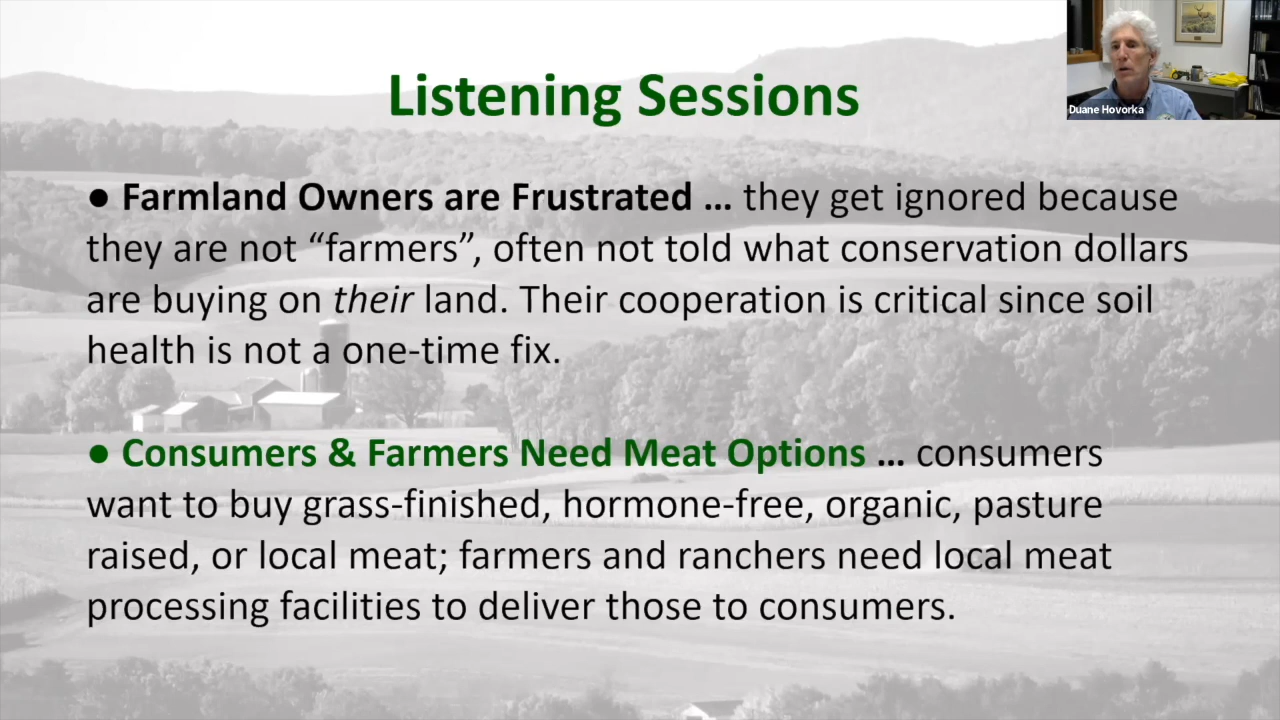 Listening Sessions
Duane Hovorka
● Farmland Owners are Frustrated … they get ignored because
they are not “farmers”, often not told what conservation dollars
are buying on their land. Their cooperation is critical since soil
health is not a one-time fix.
● Consumers & Farmers Need Meat Options … consumers
want to buy grass-finished, hormone-free, organic, pasture
raised, or local meat; farmers and ranchers need local meat
processing facilities to deliver those to consumers.